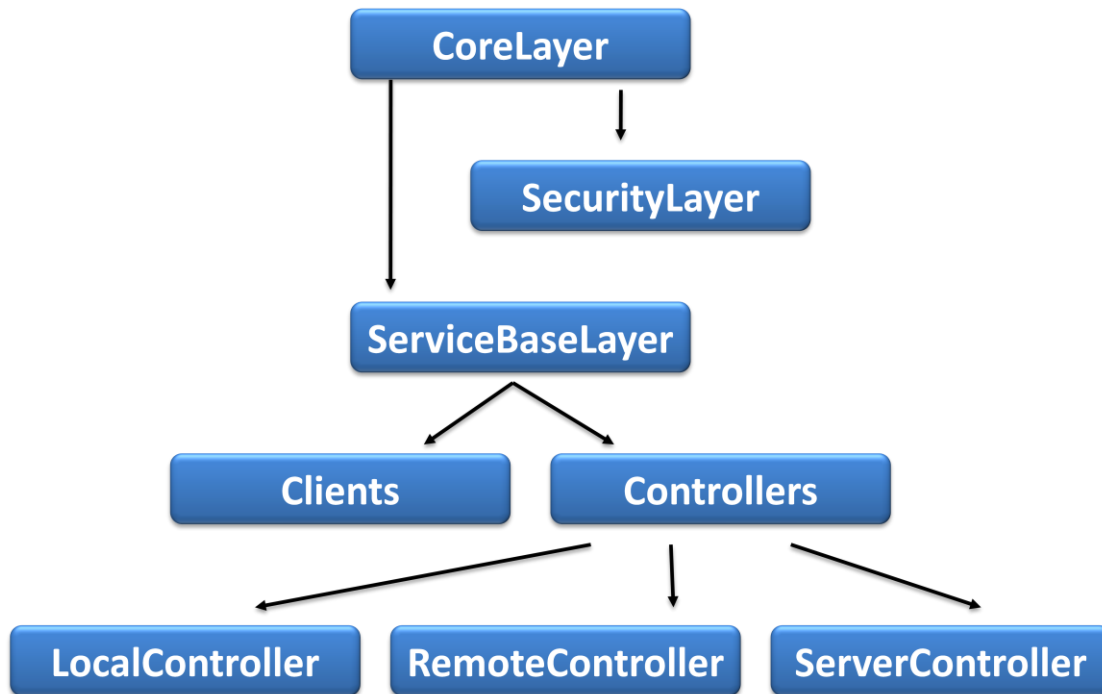 CoreLayer
SecurityLayer
ServiceBaseLayer
Clients
Controllers
LocalController
RemoteController
ServerController